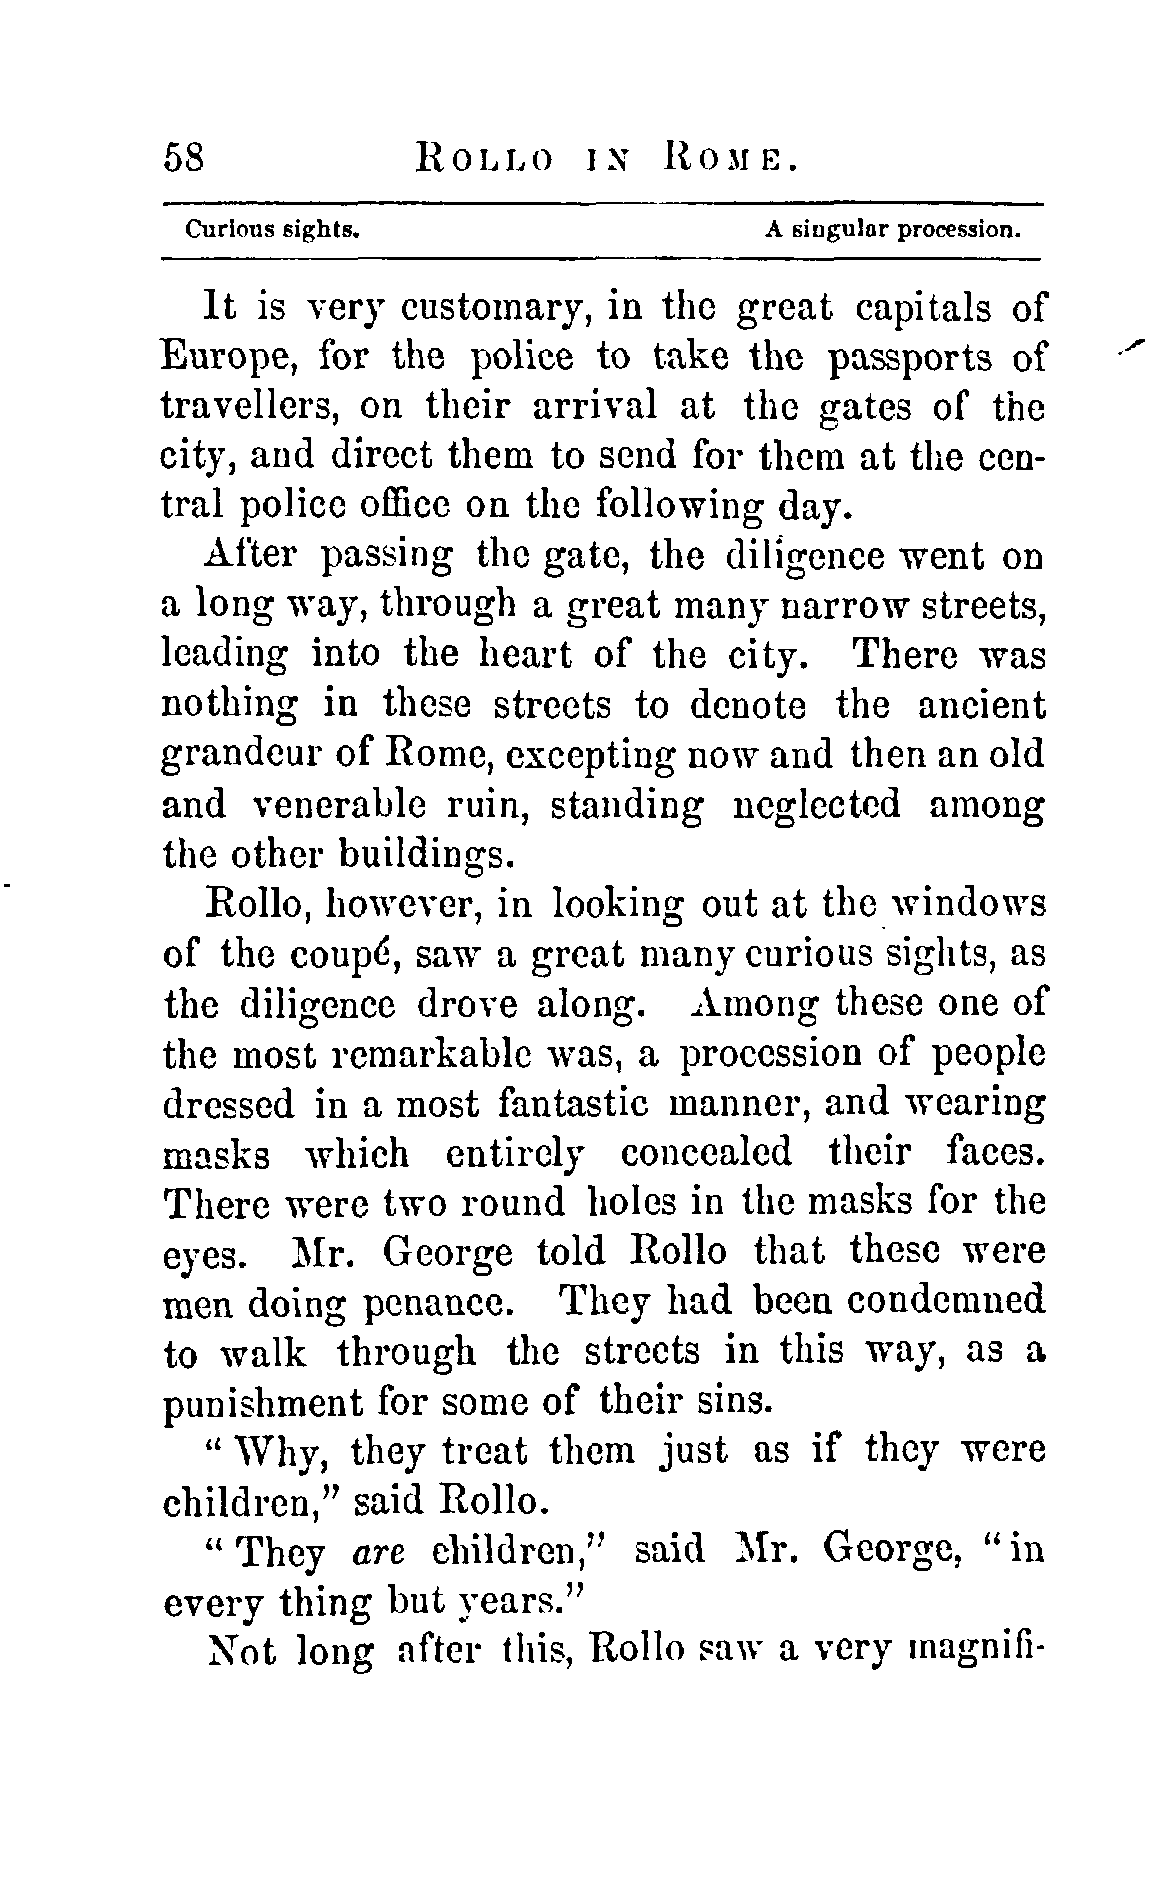 58 ROLLO IN ROME.
Curious sights. A singular procession.
It is very customary, in the great capitals of
Europe, for the police to take the passports of
travellers, on their arrival at the gates of the
city, and direct them to send for them at the cen-
tral police office on the following day.
After passing the gate, the diligence went on
a long way, through a great many narrow streets,
leading into the heart of the city. There was
nothing in these streets to denote the ancient
grandeur of Rome, excepting now and then an old
and venerable ruin, standing neglected among
the other buildings.
Rollo, however, in looking out at the windows
of the coupé, saw a great many curious sights, as
the diligence drove along. Among these one of
the most remarkable was, a procession of people
dressed in a most fantastic manner, and wearing
masks which entirely concealed their faces.
There were two round holes in the masks for the
eyes. Mr. George told Rollo that these were
men doing penance. They had been condemned
to walk through the streets in this way, as a
punishment for some of their sins.
“Why, they treat them just as if they were
children,” said Rollo.
“They are children,” said Mr. George, “in
every thing but years.”
Not long after this, Rollo saw a very magnifi-